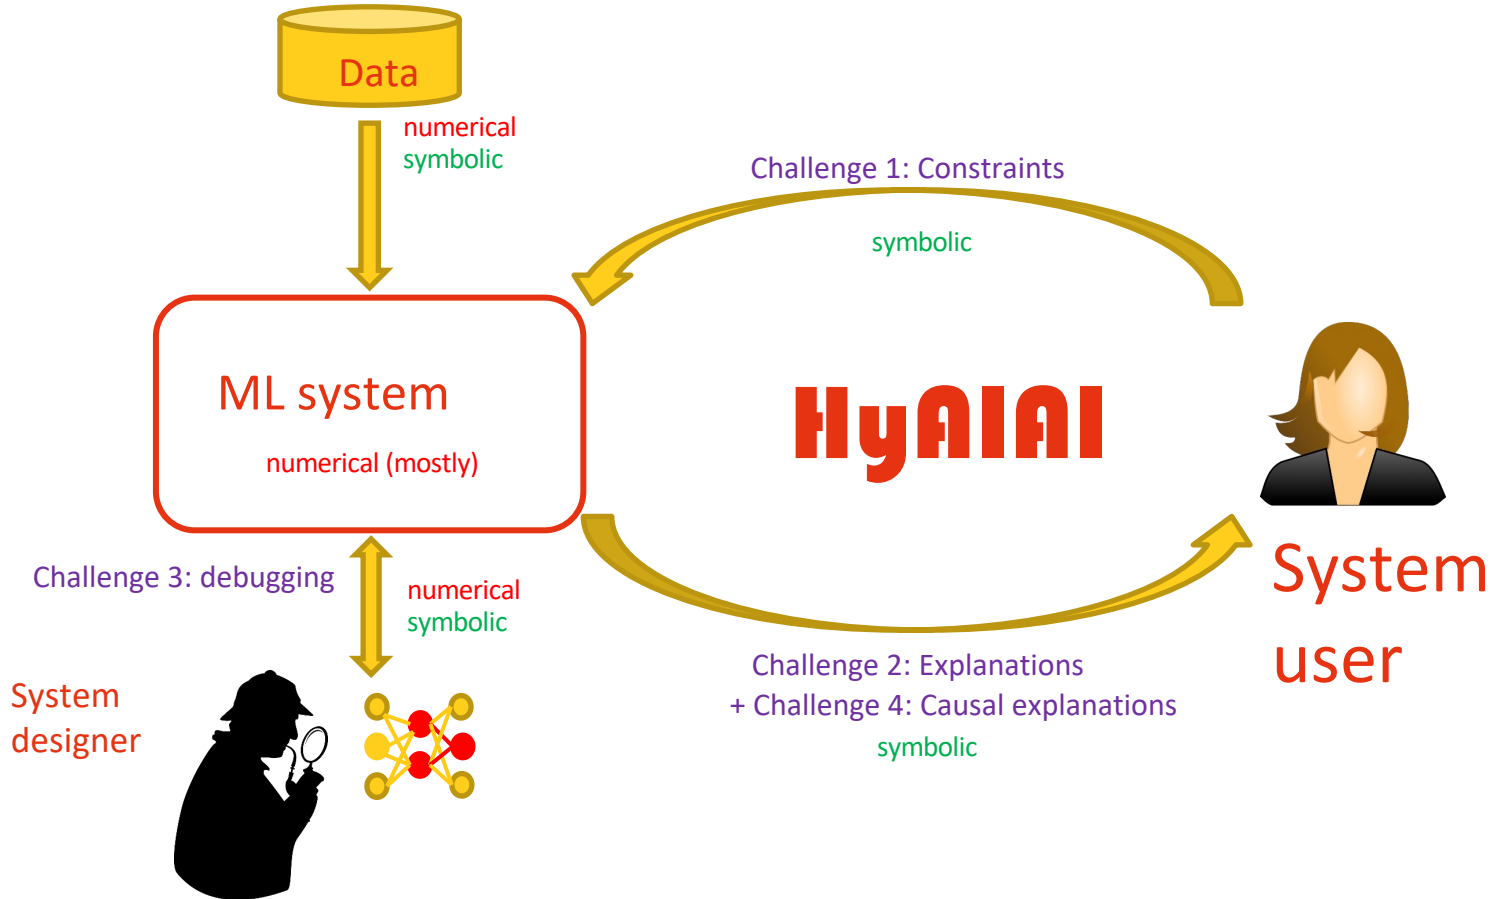 Data
numerical
symbolic
Challenge 1: Constraints
symbolic
ML system
numerical (mostly)
HyAIAI
System
user
Challenge 3: debugging
numerical
symbolic
Challenge 2: Explanations
+ Challenge 4: Causal explanations
symbolic
System
designer